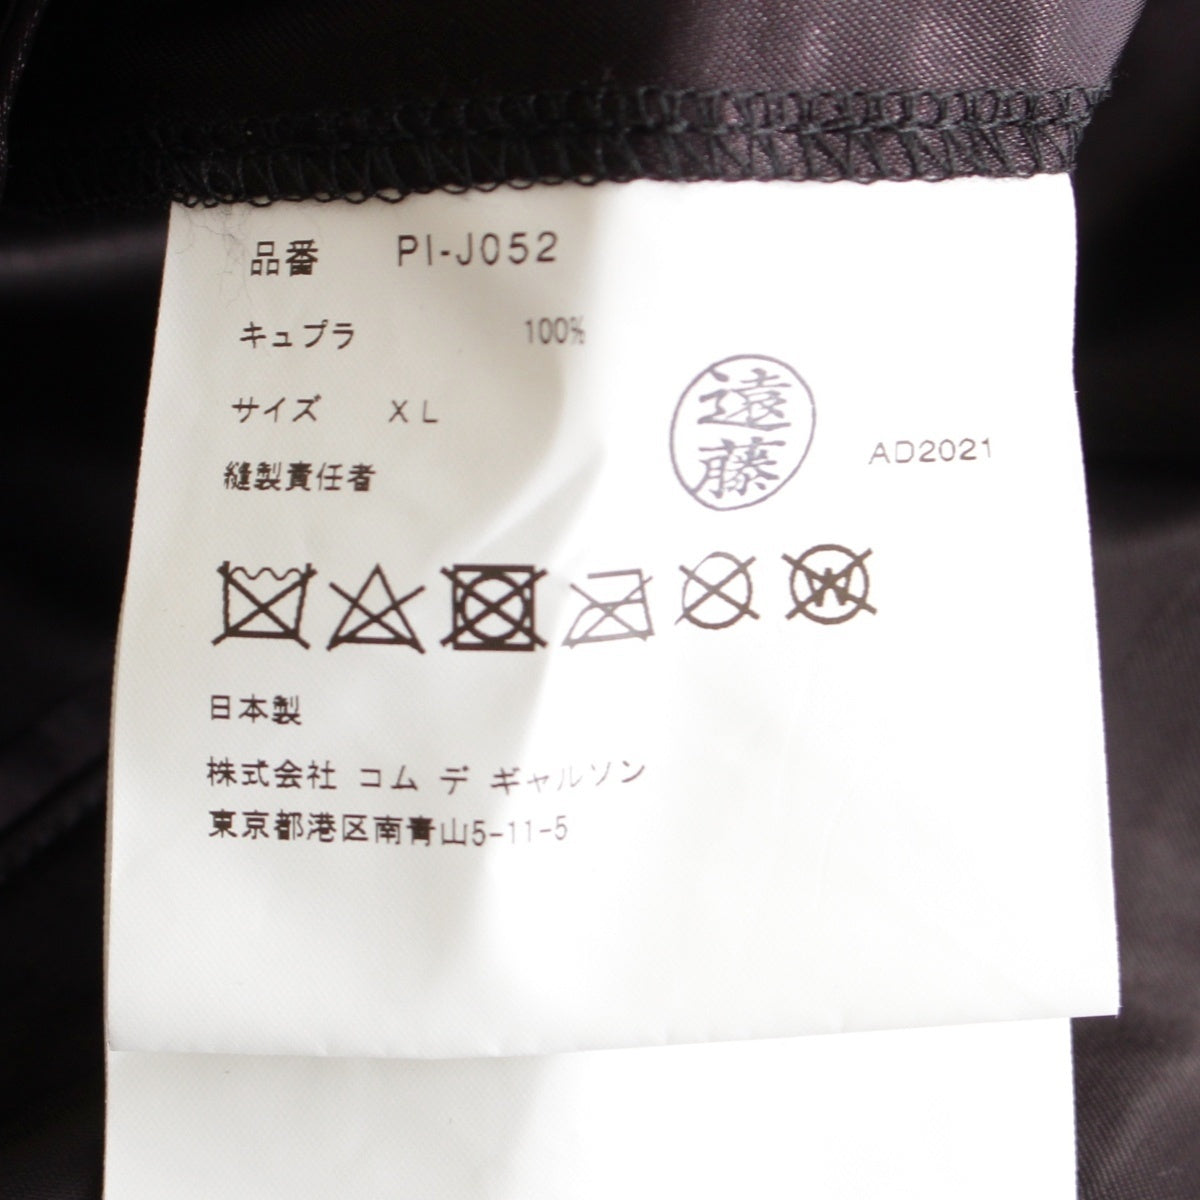 品番 PI-J052
キュプラ 100%
サイズ XL
縫製責任者
遠藤
AD2021
W
日本製
株式会社 コム デ ギャルソン
東京都港区南青山5-11-5